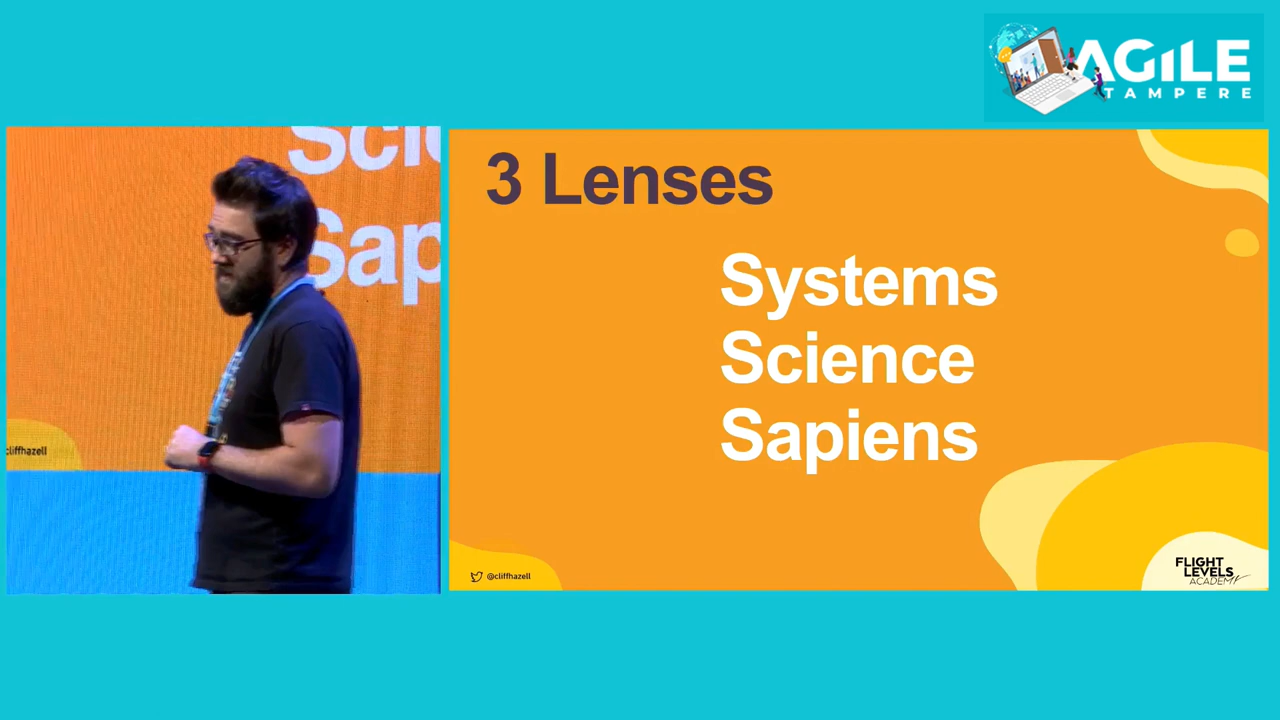 AGILE
TAMPERE
Scie
Sap
cliffhazell
3 Lenses
Systems
Science
Sapiens
@cliffhazell
FLIGHT
LEVELS
ACADEMY